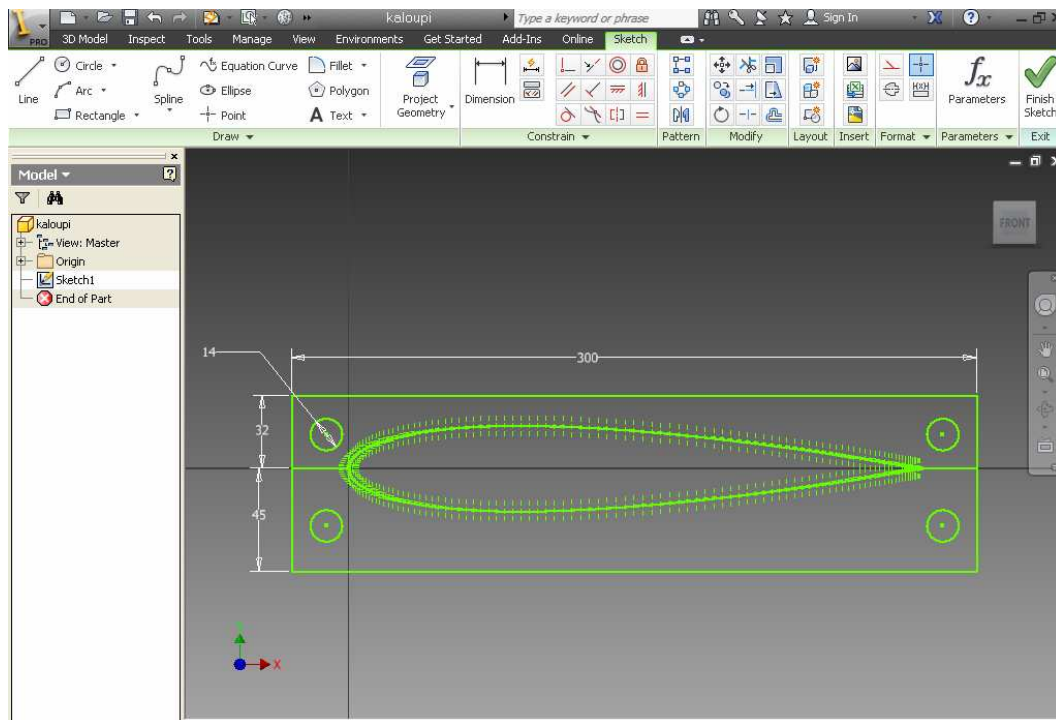 kaloupi
Type a keyword or phrase
Sign In
PRO
3D Model Inspect Tools Manage View Environments Get Started Add-Ins Online Sketch
Line
Circle
Arc
Rectangle
Spline
Equation Curve
Ellipse
Point
Fillet
Polygon
A Text
Project Geometry
Dimension
fx
Parameters
Finish Sketch
Draw Constrain Pattern Modify Layout Insert Format Parameters Exit
Model
kaloupi
View: Master
Origin
Sketch1
End of Part
FRONT
14
300
32
45
X